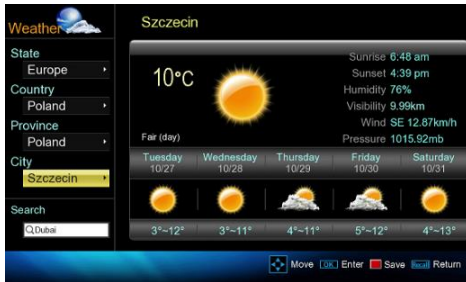 Weather
Szczecin
State
Europe
Country
Poland
Province
Poland
City
Szczecin
Search
Dubai
10°C
Fair (day)
Sunrise 6.48 am
Sunset 4:39 pm
Humidity 76%
Visibility 9.99km
Wind SE 12.87km/h
Pressure 1015.92mb
Tuesday Wednesday Thursday Friday Saturday
10/27 10/28 10/29 10/30 10/31
3°~12° 3°~11° 4°~11° 5°~12° 4°~13°
Move OK Enter Save Recall Return